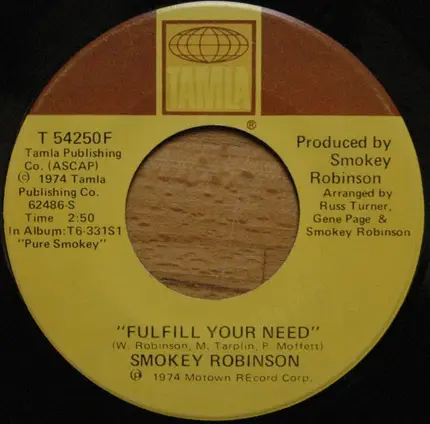 TAMLA
®
T 54250F
Tamla Publishing
Co. (ASCAP)
© 1974 Tamla
Publishing Co.
62486-S
Time 2:50
In Album:T6-331S1
"Pure Smokey"
Produced by
Smokey
Robinson
Arranged by
Russ Turner,
Gene Page &
Smokey Robinson
"FULFILL YOUR NEED"
(W. Robinson, M. Tarplin, P. Moffett)
SMOKEY ROBINSON
℗ 1974 Motown REcord Corp.